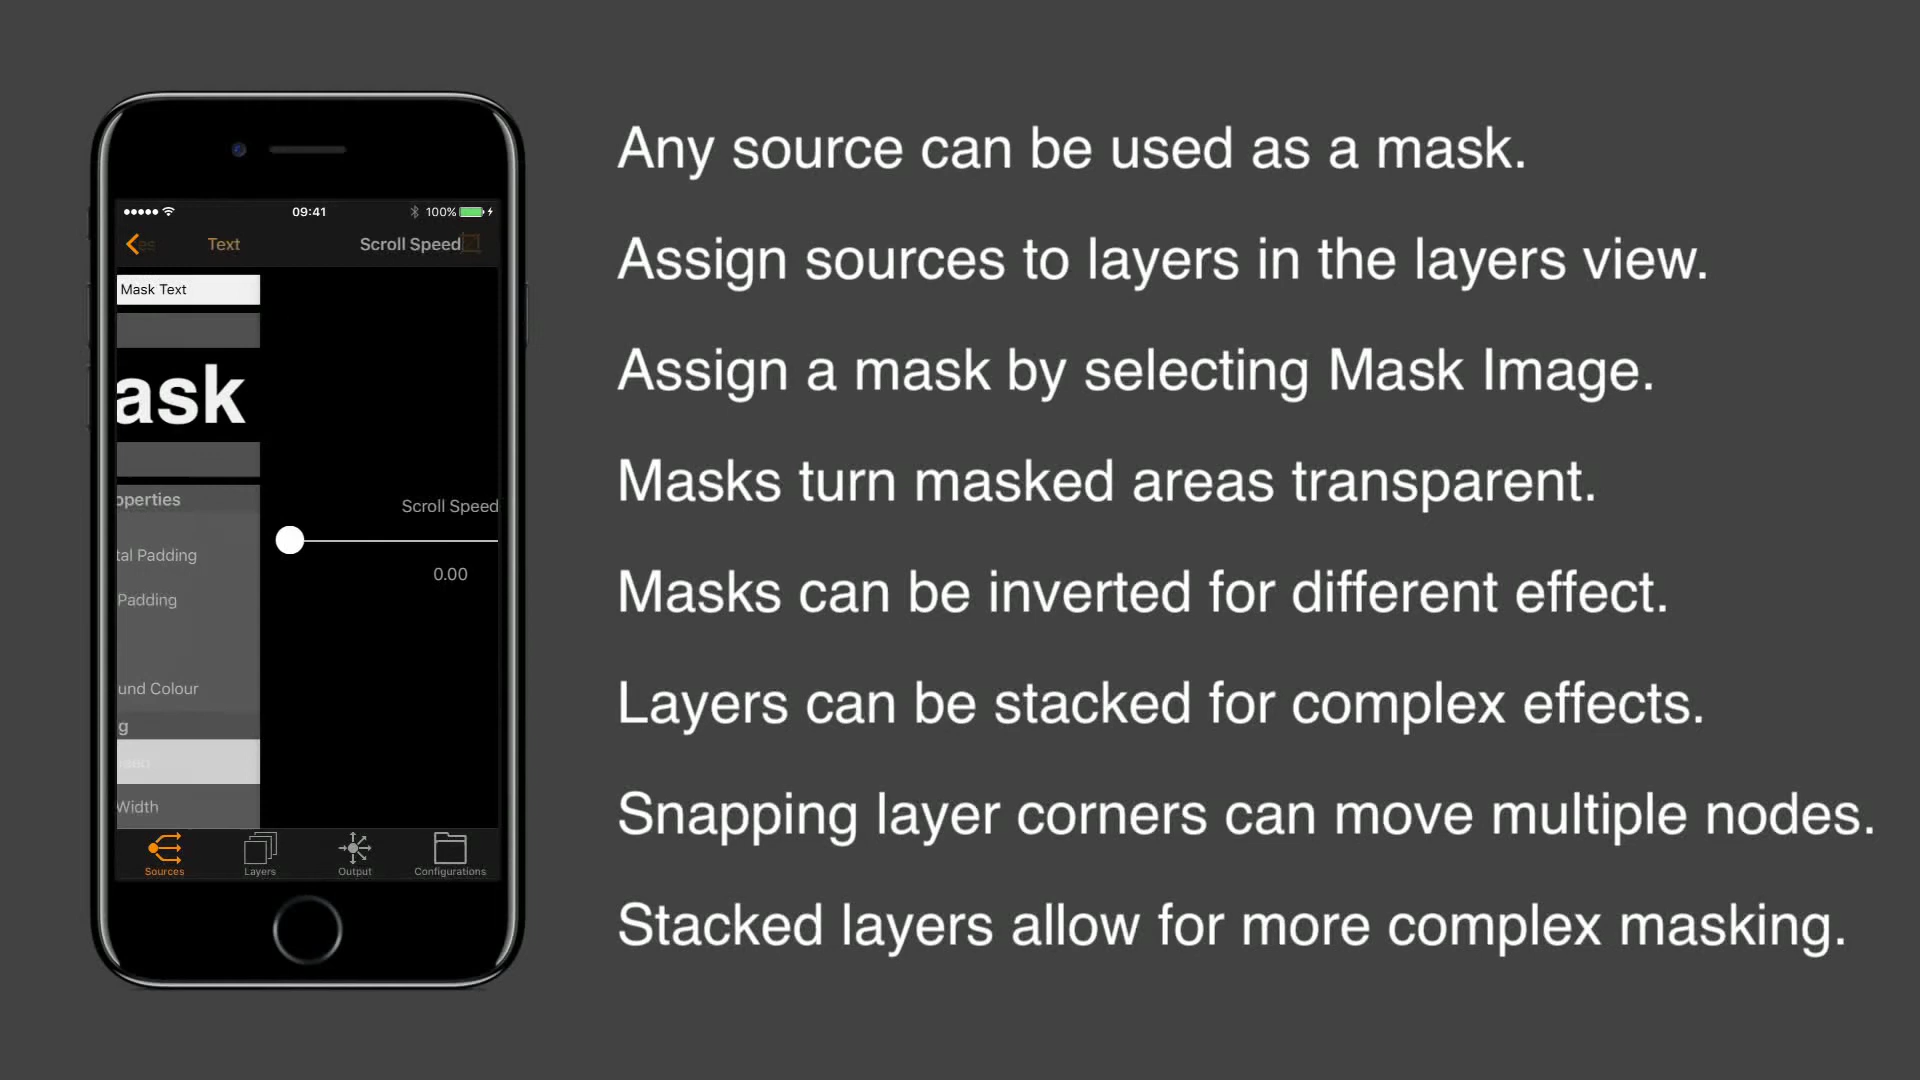 09:41
100%
es
Text
Scroll Speed
Mask Text
ask
operties
Scroll Speed
tal Padding
0.00
Padding
und Colour
g
eed
Width
Sources
Layers
Output
Configurations
Any source can be used as a mask.
Assign sources to layers in the layers view.
Assign a mask by selecting Mask Image.
Masks turn masked areas transparent.
Masks can be inverted for different effect.
Layers can be stacked for complex effects.
Snapping layer corners can move multiple nodes.
Stacked layers allow for more complex masking.